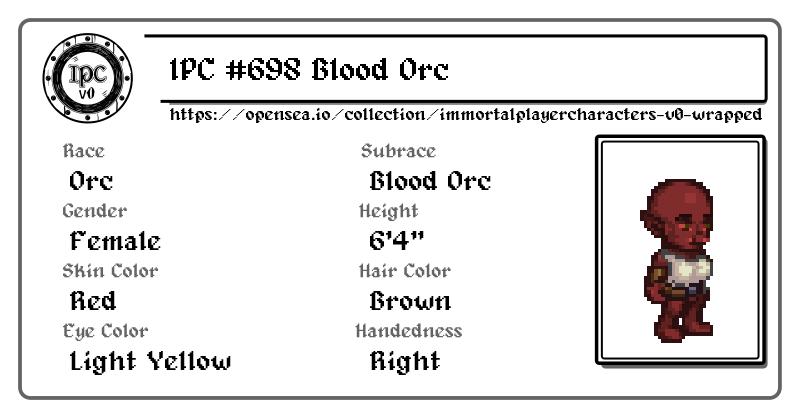 IPC v0
IPC #698 Blood Orc
https://opensea.io/collection/immortalplayercharacters-v0-wrapped
Race
Subrace
Orc
Blood Orc
Gender
Height
Female
6'4"
Skin Color
Hair Color
Red
Brown
Eye Color
Handedness
Light Yellow
Right